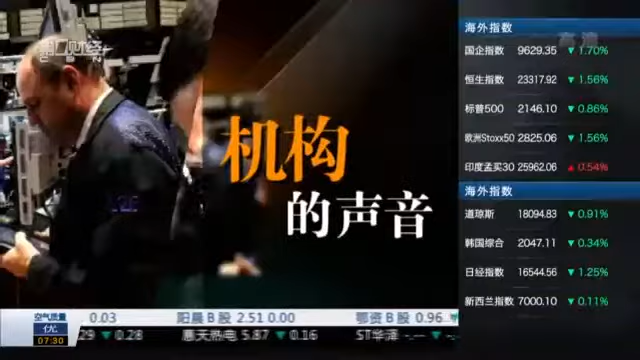 第一财经
高清
机构
的声音
海外指数
国企指数 9629.35 ▼1.70%
恒生指数 23317.92 ▼1.56%
标普500 2146.10 ▼0.86%
欧洲Stoxx50 2825.06 ▼1.56%
印度孟买30 25962.06 ▲0.54%
海外指数
道琼斯 18094.83 ▼0.91%
韩国综合 2047.11 ▼0.34%
日经指数 16544.56 ▼1.25%
新西兰指数 7000.10 ▼0.11%
空气质量
优
07:30
0.03 阳晨B股 2.51 0.00 鄂资B股 0.96 ▼
29 ▼0.28 惠天热电 5.87 ▼0.16 ST华泽 -.-- ▼ -.--